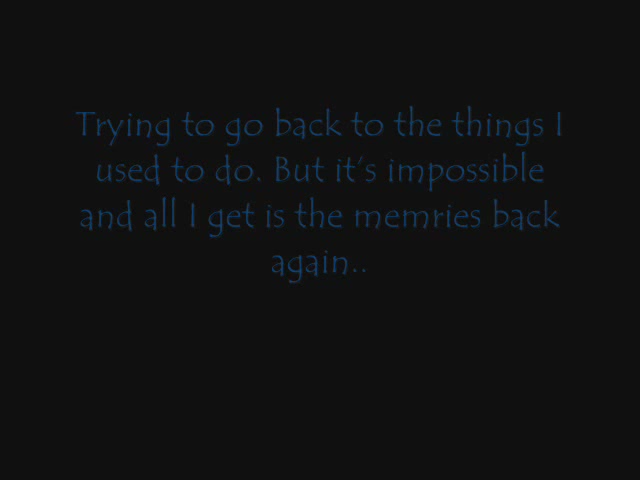 Trying to go back to the things I
used to do. But it's impossible
and all I get is the memries back
again..